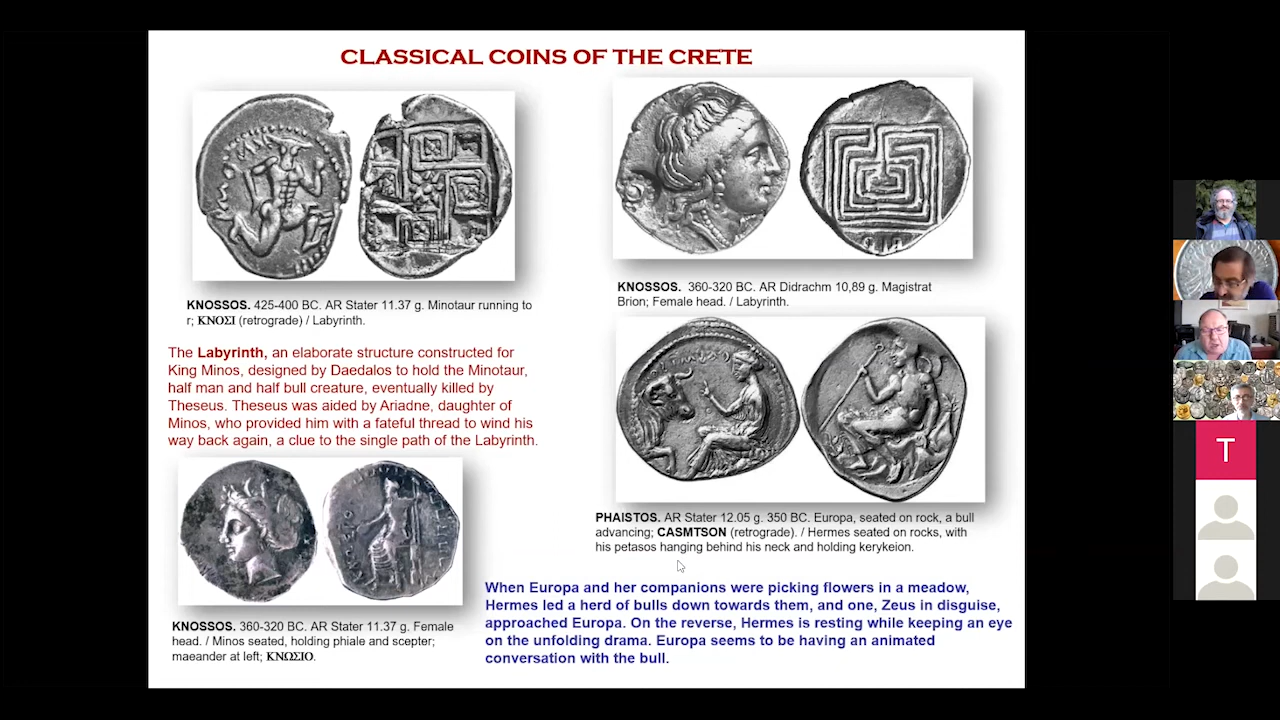 CLASSICAL COINS OF THE CRETE
KNOSSOS. 425-400 BC. AR Stater 11.37 g. Minotaur running to
r; ΚΝΟΣΙ (retrograde) / Labyrinth.
The Labyrinth, an elaborate structure constructed for
King Minos, designed by Daedalos to hold the Minotaur,
half man and half bull creature, eventually killed by
Theseus. Theseus was aided by Ariadne, daughter of
Minos, who provided him with a fateful thread to wind his
way back again, a clue to the single path of the Labyrinth.
KNOSSOS. 360-320 BC. AR Stater 11.37 g. Female
head. / Minos seated, holding phiale and scepter;
maeander at left; ΚΝΩΣΙΟ.
KNOSSOS. 360-320 BC. AR Didrachm 10,89 g. Magistrat
Brion; Female head. / Labyrinth.
PHAISTOS. AR Stater 12.05 g. 350 BC. Europa, seated on rock, a bull
advancing; CASMTSON (retrograde). / Hermes seated on rocks, with
his petasos hanging behind his neck and holding kerykeion.
When Europa and her companions were picking flowers in a meadow,
Hermes led a herd of bulls down towards them, and one, Zeus in disguise,
approached Europa. On the reverse, Hermes is resting while keeping an eye
on the unfolding drama. Europa seems to be having an animated
conversation with the bull.
T